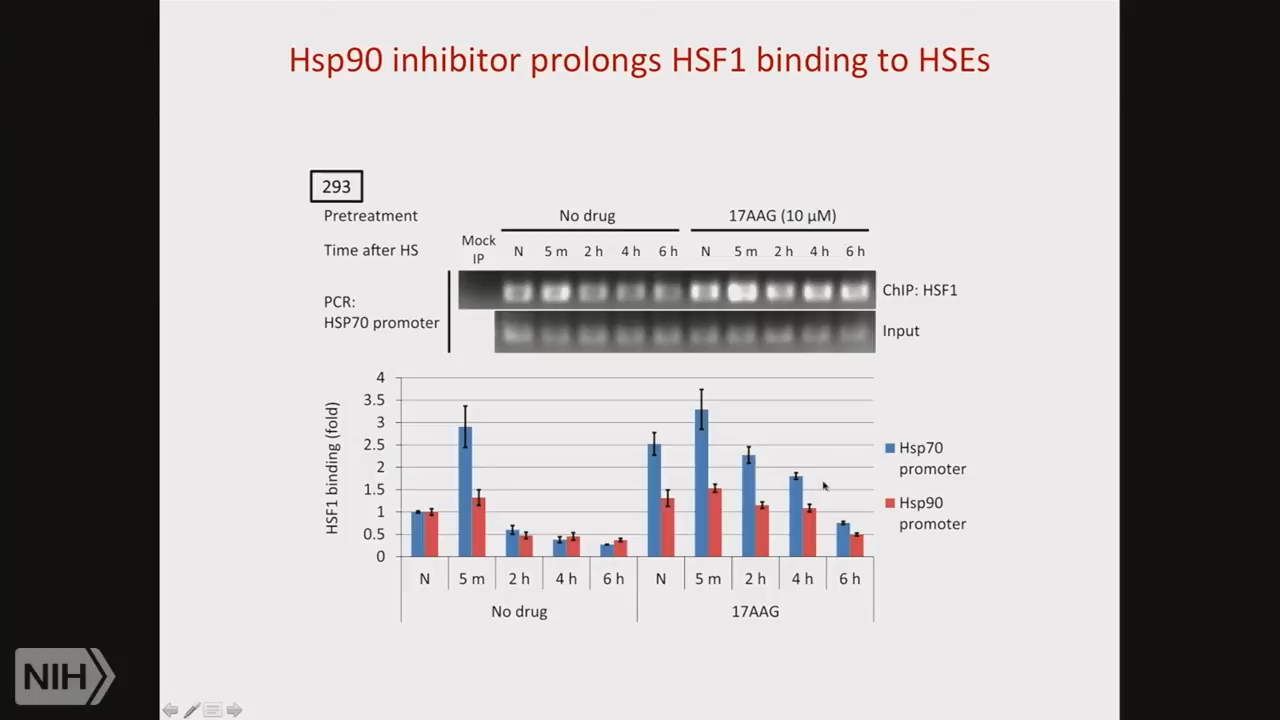 Hsp90 inhibitor prolongs HSF1 binding to HSEs
293
Pretreatment No drug 17AAG (10 μM)
Time after HS Mock IP N 5 m 2 h 4 h 6 h N 5 m 2 h 4 h 6 h
PCR:
HSP70 promoter
ChIP: HSF1
Input
HSF1 binding (fold)
4
3.5
3
2.5
2
1.5
1
0.5
0
N 5 m 2 h 4 h 6 h N 5 m 2 h 4 h 6 h
No drug 17AAG
Hsp70
promoter
Hsp90
promoter
NIH